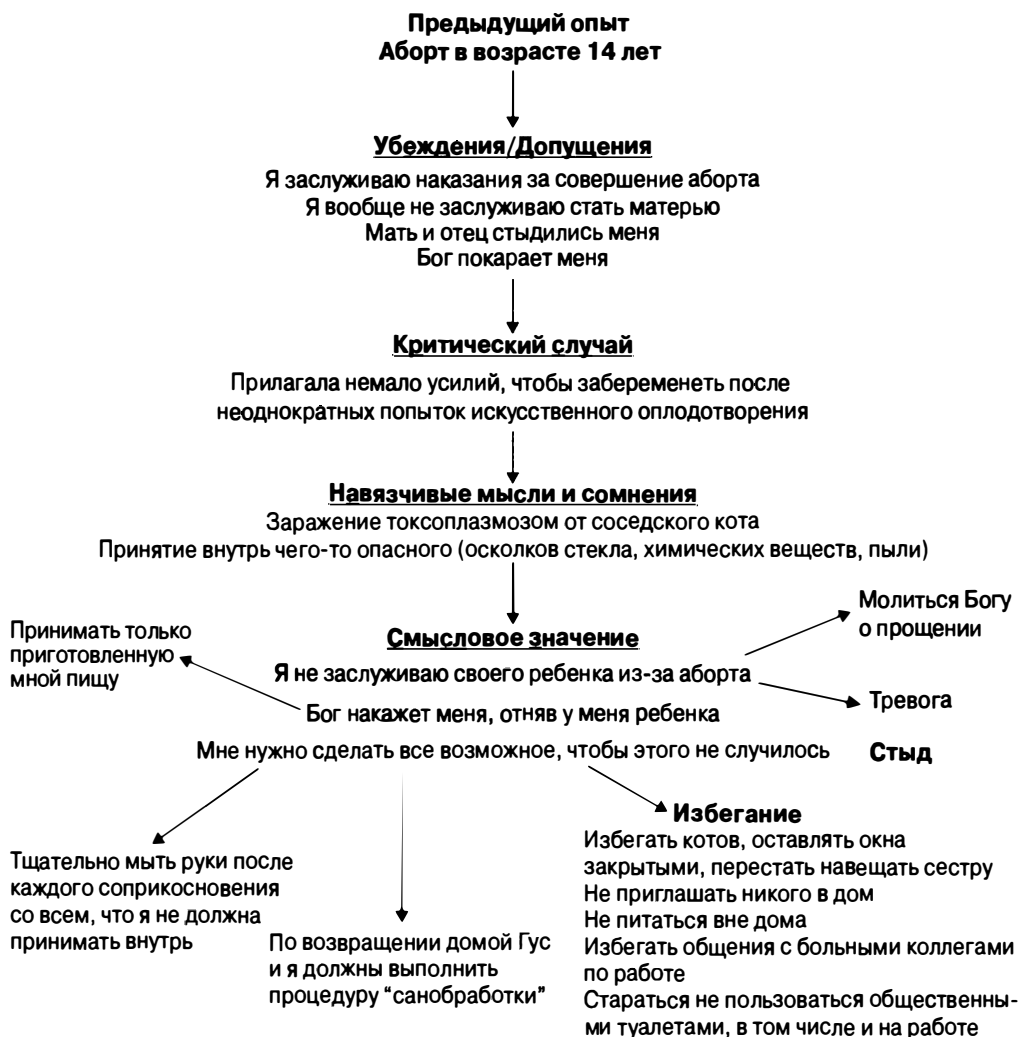 Предыдущий опыт
Аборт в возрасте 14 лет
Убеждения/Допущения
Я заслуживаю наказания за совершение аборта
Я вообще не заслуживаю стать матерью
Мать и отец стыдились меня
Бог покарает меня
Критический случай
Прилагала немало усилий, чтобы забеременеть после
неоднократных попыток искусственного оплодотворения
Навязчивые мысли и сомнения
Заражение токсоплазмозом от соседского кота
Принятие внутрь чего-то опасного (осколков стекла, химических веществ, пыли)
Молиться Богу
о прощении
Принимать только
приготовленную
мной пищу
Смысловое значение
Я не заслуживаю своего ребенка из-за аборта
Тревога
Бог накажет меня, отняв у меня ребенка
Мне нужно сделать все возможное, чтобы этого не случилось
Стыд
Тщательно мыть руки после
каждого соприкосновения
со всем, что я не должна
принимать внутрь
По возвращении домой Гус
и я должны выполнить
процедуру “санобработки”
Избегание
Избегать котов, оставлять окна
закрытыми, перестать навещать сестру
Не приглашать никого в дом
Не питаться вне дома
Избегать общения с больными коллегами
по работе
Стараться не пользоваться общественны-
ми туалетами, в том числе и на работе